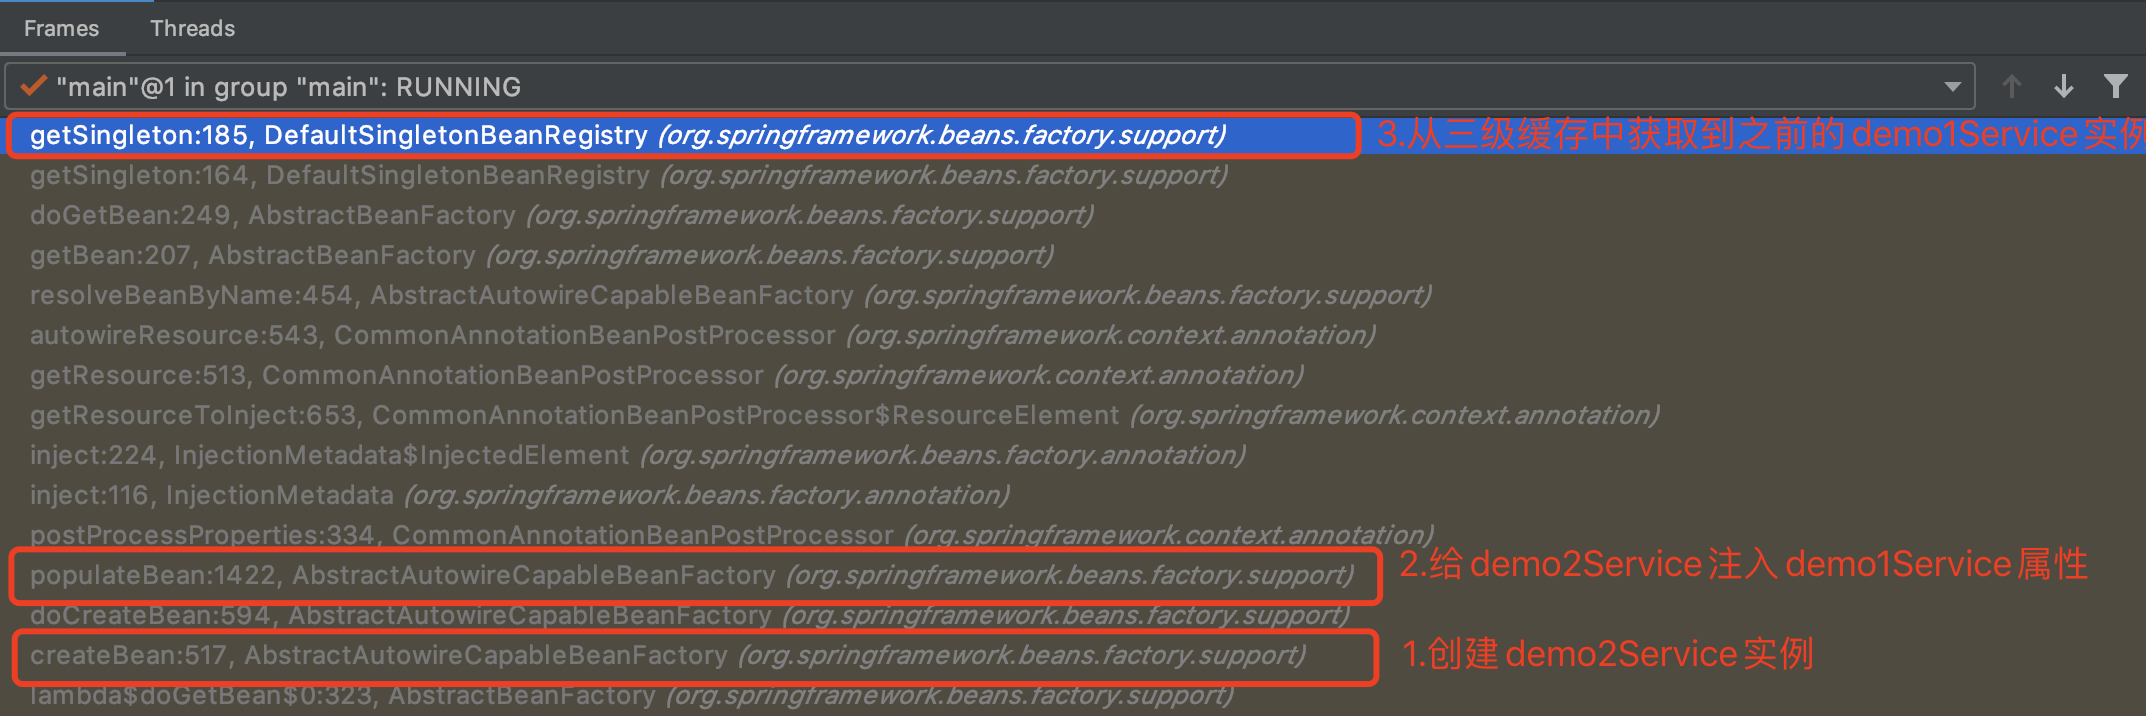 Frames Threads
"main"@1 in group "main": RUNNING
getSingleton:185, DefaultSingletonBeanRegistry (org.springframework.beans.factory.support) 3.从三级缓存中获取到之前的demo1Service实例
getSingleton:164, DefaultSingletonBeanRegistry (org.springframework.beans.factory.support)
doGetBean:249, AbstractBeanFactory (org.springframework.beans.factory.support)
getBean:207, AbstractBeanFactory (org.springframework.beans.factory.support)
resolveBeanByName:454, AbstractAutowireCapableBeanFactory (org.springframework.beans.factory.support)
autowireResource:543, CommonAnnotationBeanPostProcessor (org.springframework.context.annotation)
getResource:513, CommonAnnotationBeanPostProcessor (org.springframework.context.annotation)
getResourceToInject:653, CommonAnnotationBeanPostProcessor$ResourceElement (org.springframework.context.annotation)
inject:224, InjectionMetadata$InjectedElement (org.springframework.beans.factory.annotation)
inject:116, InjectionMetadata (org.springframework.beans.factory.annotation)
postProcessProperties:334, CommonAnnotationBeanPostProcessor (org.springframework.context.annotation)
populateBean:1422, AbstractAutowireCapableBeanFactory (org.springframework.beans.factory.support) 2.给demo2Service注入demo1Service属性
doCreateBean:594, AbstractAutowireCapableBeanFactory (org.springframework.beans.factory.support)
createBean:517, AbstractAutowireCapableBeanFactory (org.springframework.beans.factory.support) 1.创建demo2Service实例
lambda$doGetBean$0:323, AbstractBeanFactory (org.springframework.beans.factory.support)